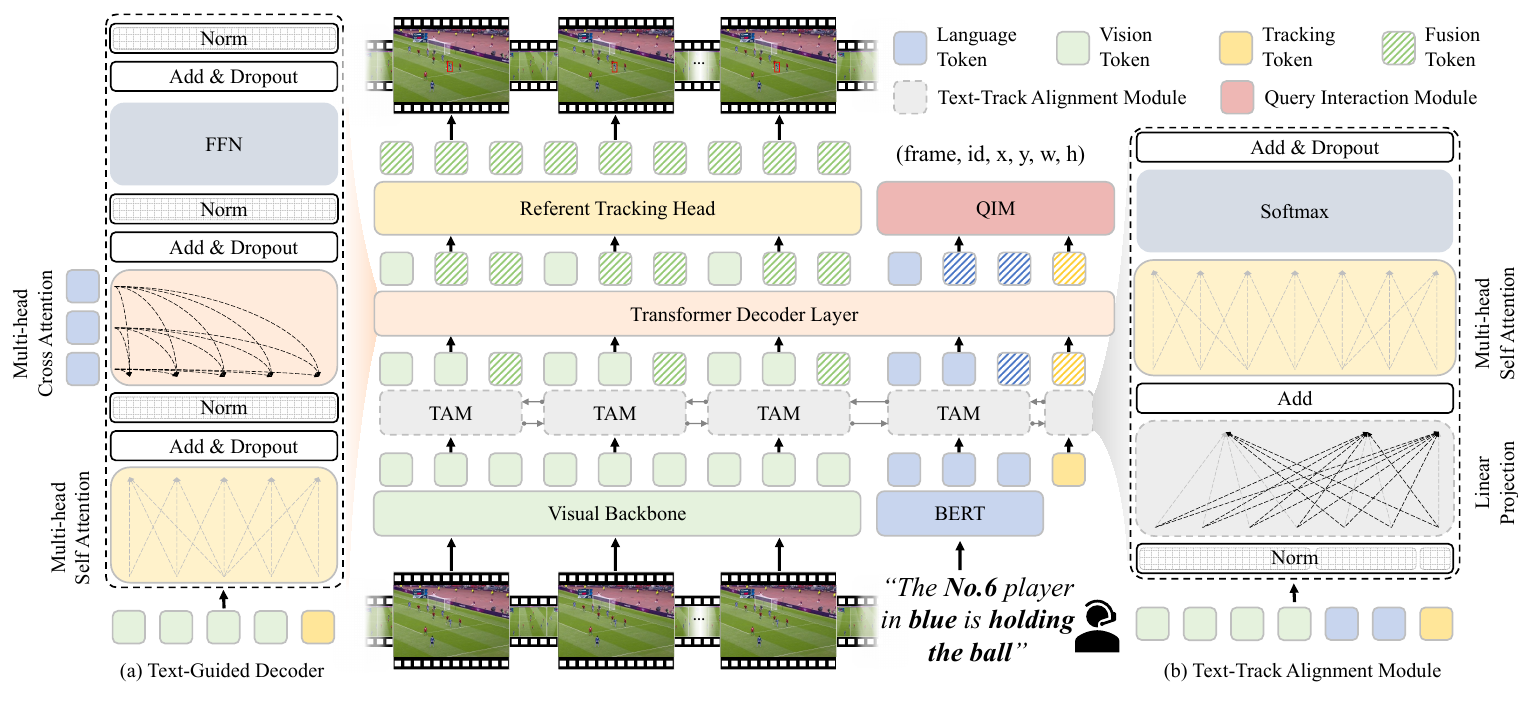 Norm
Add & Dropout
FFN
Norm
Add & Dropout
Multi-head
Cross Attention
Norm
Add & Dropout
Multi-head
Self Attention
(a) Text-Guided Decoder
...
Language
Token
Vision
Token
Tracking
Token
Fusion
Token
Text-Track Alignment Module
Query Interaction Module
(frame, id, x, y, w, h)
Referent Tracking Head
QIM
Transformer Decoder Layer
TAM
TAM
TAM
TAM
Visual Backbone
BERT
...
“The No.6 player
in blue is holding
the ball”
Add & Dropout
Softmax
Multi-head
Self Attention
Add
Linear
Projection
Norm
(b) Text-Track Alignment Module